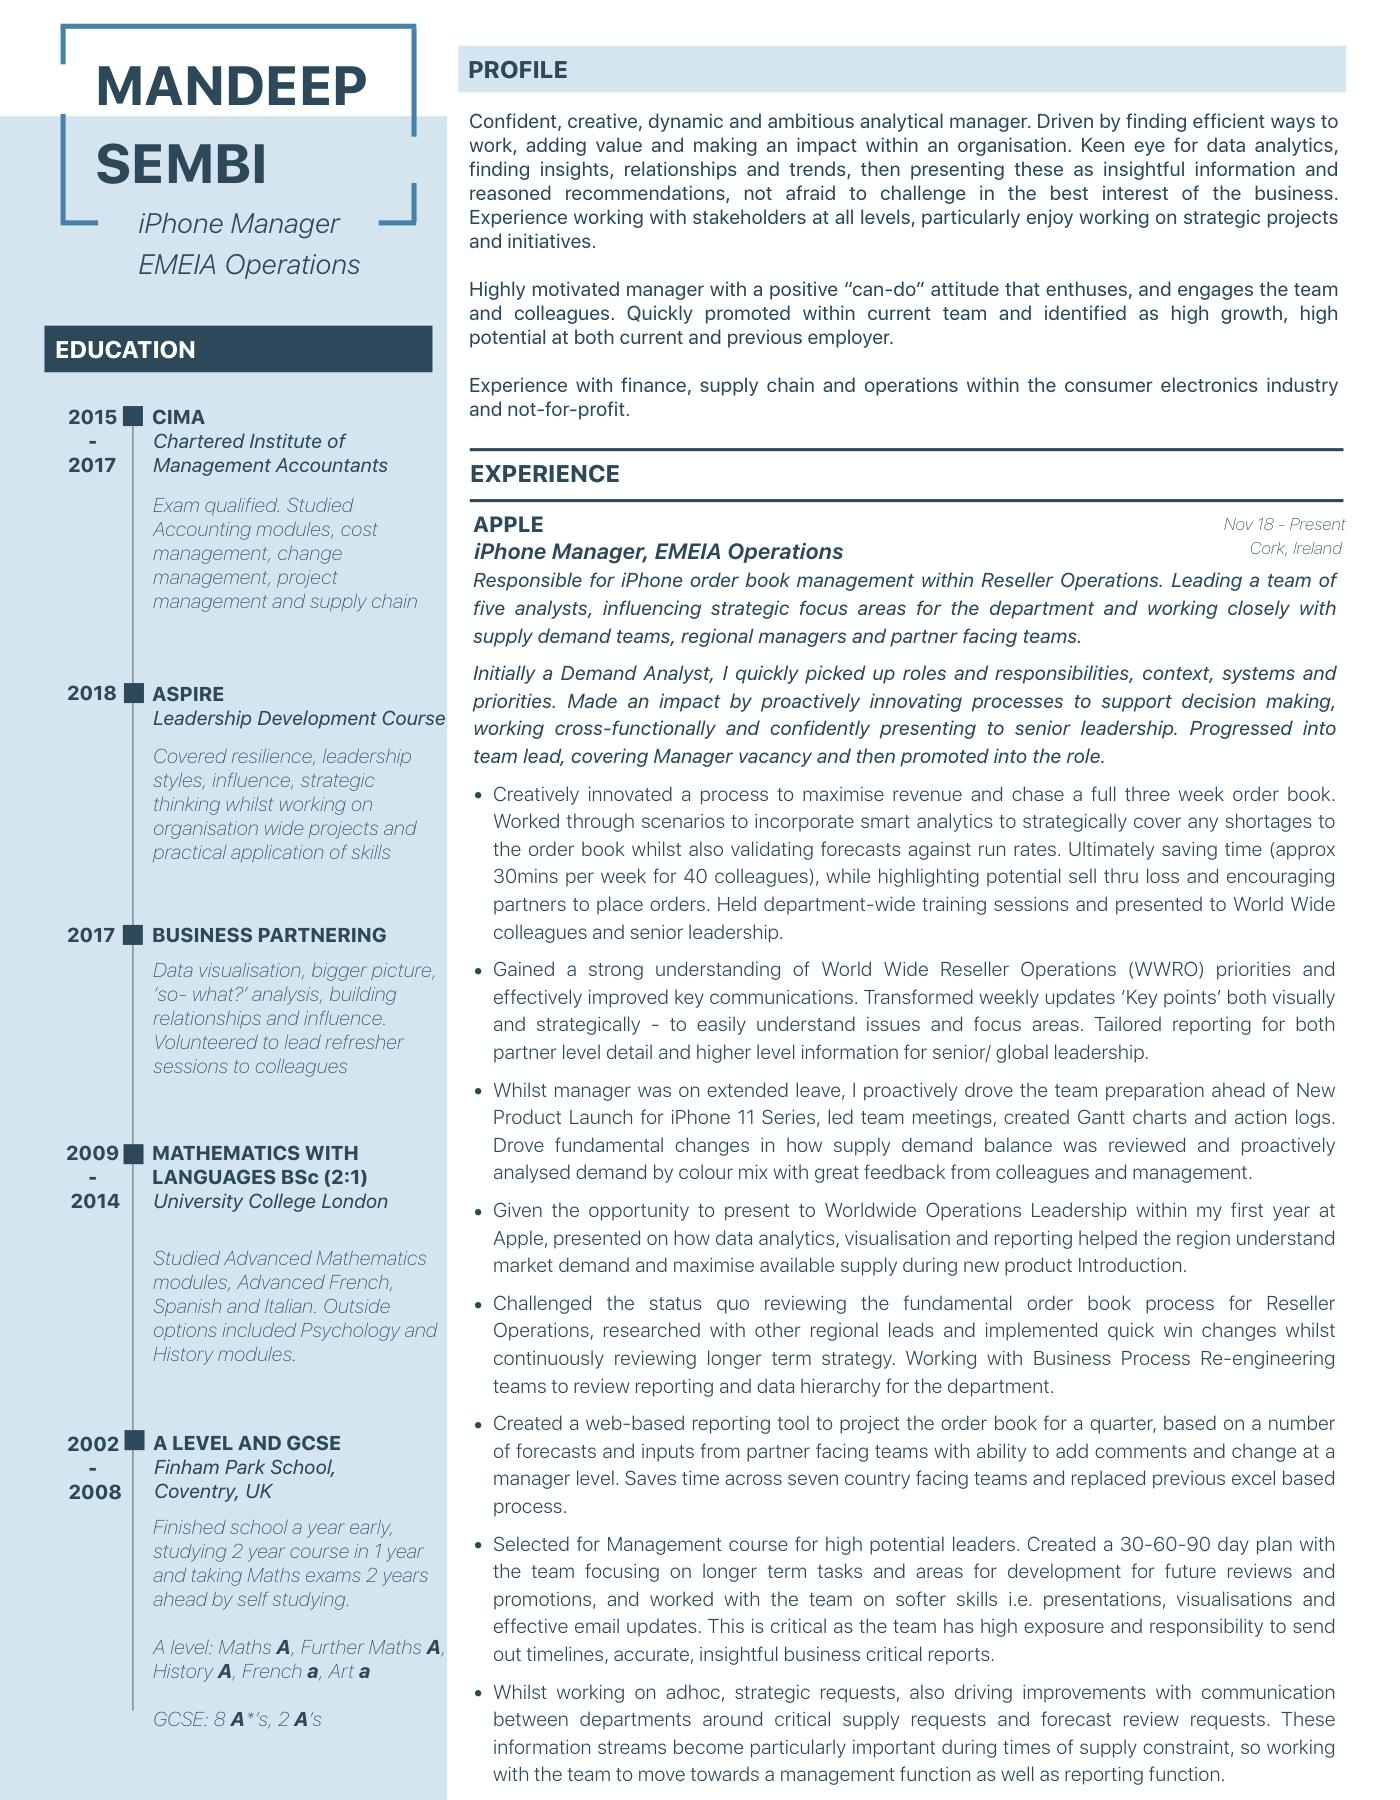 MANDEEP
SEMBI
iPhone Manager
EMEIA Operations
EDUCATION
2015
-
2017
CIMA
Chartered Institute of
Management Accountants
Exam qualified. Studied
Accounting modules, cost
management, change
management, project
management and supply chain
2018
ASPIRE
Leadership Development Course
Covered resilience, leadership
styles, influence, strategic
thinking whilst working on
organisation wide projects and
practical application of skills
2017
BUSINESS PARTNERING
Data visualisation, bigger picture,
‘so- what?’ analysis, building
relationships and influence.
Volunteered to lead refresher
sessions to colleagues
2009
-
2014
MATHEMATICS WITH
LANGUAGES BSc (2:1)
University College London
Studied Advanced Mathematics
modules, Advanced French,
Spanish and Italian. Outside
options included Psychology and
History modules.
2002
-
2008
A LEVEL AND GCSE
Finham Park School,
Coventry, UK
Finished school a year early,
studying 2 year course in 1 year
and taking Maths exams 2 years
ahead by self studying.
A level: Maths A, Further Maths A,
History A, French a, Art a
GCSE: 8 A*’s, 2 A’s
PROFILE
Confident, creative, dynamic and ambitious analytical manager. Driven by finding efficient ways to
work, adding value and making an impact within an organisation. Keen eye for data analytics,
finding insights, relationships and trends, then presenting these as insightful information and
reasoned recommendations, not afraid to challenge in the best interest of the business.
Experience working with stakeholders at all levels, particularly enjoy working on strategic projects
and initiatives.
Highly motivated manager with a positive “can-do” attitude that enthuses, and engages the team
and colleagues. Quickly promoted within current team and identified as high growth, high
potential at both current and previous employer.
Experience with finance, supply chain and operations within the consumer electronics industry
and not-for-profit.
EXPERIENCE
APPLE
Nov 18 - Present
iPhone Manager, EMEIA Operations
Cork, Ireland
Responsible for iPhone order book management within Reseller Operations. Leading a team of
five analysts, influencing strategic focus areas for the department and working closely with
supply demand teams, regional managers and partner facing teams.
Initially a Demand Analyst, I quickly picked up roles and responsibilities, context, systems and
priorities. Made an impact by proactively innovating processes to support decision making,
working cross-functionally and confidently presenting to senior leadership. Progressed into
team lead, covering Manager vacancy and then promoted into the role.
• Creatively innovated a process to maximise revenue and chase a full three week order book.
Worked through scenarios to incorporate smart analytics to strategically cover any shortages to
the order book whilst also validating forecasts against run rates. Ultimately saving time (approx
30mins per week for 40 colleagues), while highlighting potential sell thru loss and encouraging
partners to place orders. Held department-wide training sessions and presented to World Wide
colleagues and senior leadership.
• Gained a strong understanding of World Wide Reseller Operations (WWRO) priorities and
effectively improved key communications. Transformed weekly updates ‘Key points’ both visually
and strategically - to easily understand issues and focus areas. Tailored reporting for both
partner level detail and higher level information for senior/ global leadership.
• Whilst manager was on extended leave, I proactively drove the team preparation ahead of New
Product Launch for iPhone 11 Series, led team meetings, created Gantt charts and action logs.
Drove fundamental changes in how supply demand balance was reviewed and proactively
analysed demand by colour mix with great feedback from colleagues and management.
• Given the opportunity to present to Worldwide Operations Leadership within my first year at
Apple, presented on how data analytics, visualisation and reporting helped the region understand
market demand and maximise available supply during new product Introduction.
• Challenged the status quo reviewing the fundamental order book process for Reseller
Operations, researched with other regional leads and implemented quick win changes whilst
continuously reviewing longer term strategy. Working with Business Process Re-engineering
teams to review reporting and data hierarchy for the department.
• Created a web-based reporting tool to project the order book for a quarter, based on a number
of forecasts and inputs from partner facing teams with ability to add comments and change at a
manager level. Saves time across seven country facing teams and replaced previous excel based
process.
• Selected for Management course for high potential leaders. Created a 30-60-90 day plan with
the team focusing on longer term tasks and areas for development for future reviews and
promotions, and worked with the team on softer skills i.e. presentations, visualisations and
effective email updates. This is critical as the team has high exposure and responsibility to send
out timelines, accurate, insightful business critical reports.
• Whilst working on adhoc, strategic requests, also driving improvements with communication
between departments around critical supply requests and forecast review requests. These
information streams become particularly important during times of supply constraint, so working
with the team to move towards a management function as well as reporting function.